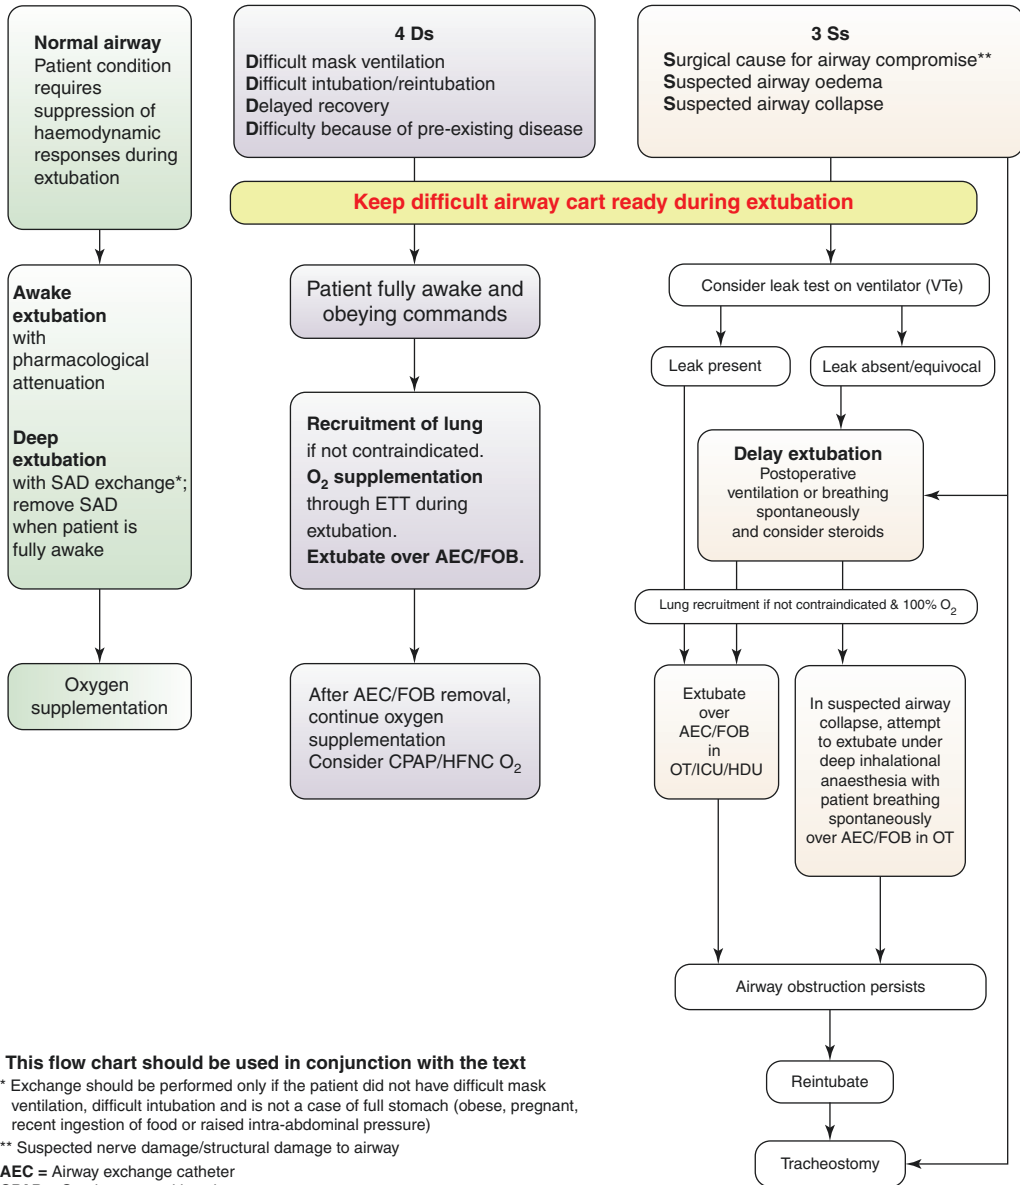 Normal airway
Patient condition
requires
suppression of
haemodynamic
responses during
extubation
4 Ds
Difficult mask ventilation
Difficult intubation/reintubation
Delayed recovery
Difficulty because of pre-existing disease
3 Ss
Surgical cause for airway compromise**
Suspected airway oedema
Suspected airway collapse
Keep difficult airway cart ready during extubation
Awake
extubation
with
pharmacological
attenuation
Deep
extubation
with SAD exchange*;
remove SAD
when patient is
fully awake
Oxygen
supplementation
Patient fully awake and
obeying commands
Recruitment of lung
if not contraindicated.
O2 supplementation
through ETT during
extubation.
Extubate over AEC/FOB.
After AEC/FOB removal,
continue oxygen
supplementation
Consider CPAP/HFNC O2
Consider leak test on ventilator (VTe)
Leak present
Leak absent/equivocal
Delay extubation
Postoperative
ventilation or breathing
spontaneously
and consider steroids
Lung recruitment if not contraindicated & 100% O2
Extubate
over
AEC/FOB
in
OT/ICU/HDU
In suspected airway
collapse, attempt
to extubate under
deep inhalational
anaesthesia with
patient breathing
spontaneously
over AEC/FOB in OT
Airway obstruction persists
Reintubate
Tracheostomy
This flow chart should be used in conjunction with the text
* Exchange should be performed only if the patient did not have difficult mask
ventilation, difficult intubation and is not a case of full stomach (obese, pregnant,
recent ingestion of food or raised intra-abdominal pressure)
** Suspected nerve damage/structural damage to airway
AEC = Airway exchange catheter